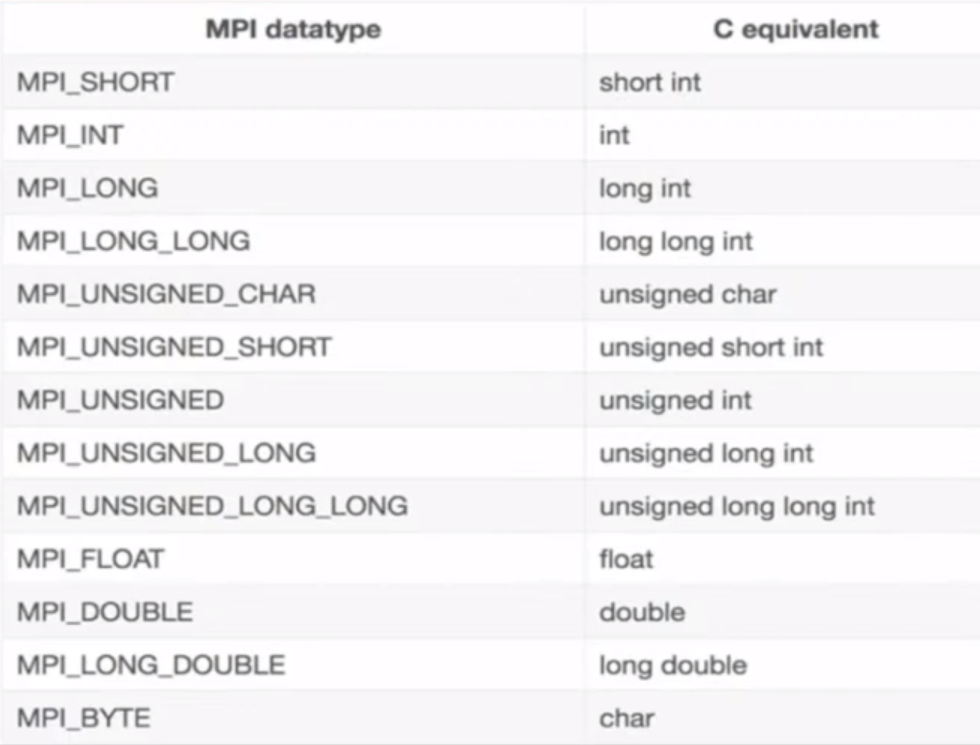 MPI datatype C equivalent
MPI_SHORT short int
MPI_INT int
MPI_LONG long int
MPI_LONG_LONG long long int
MPI_UNSIGNED_CHAR unsigned char
MPI_UNSIGNED_SHORT unsigned short int
MPI_UNSIGNED unsigned int
MPI_UNSIGNED_LONG unsigned long int
MPI_UNSIGNED_LONG_LONG unsigned long long int
MPI_FLOAT float
MPI_DOUBLE double
MPI_LONG_DOUBLE long double
MPI_BYTE char